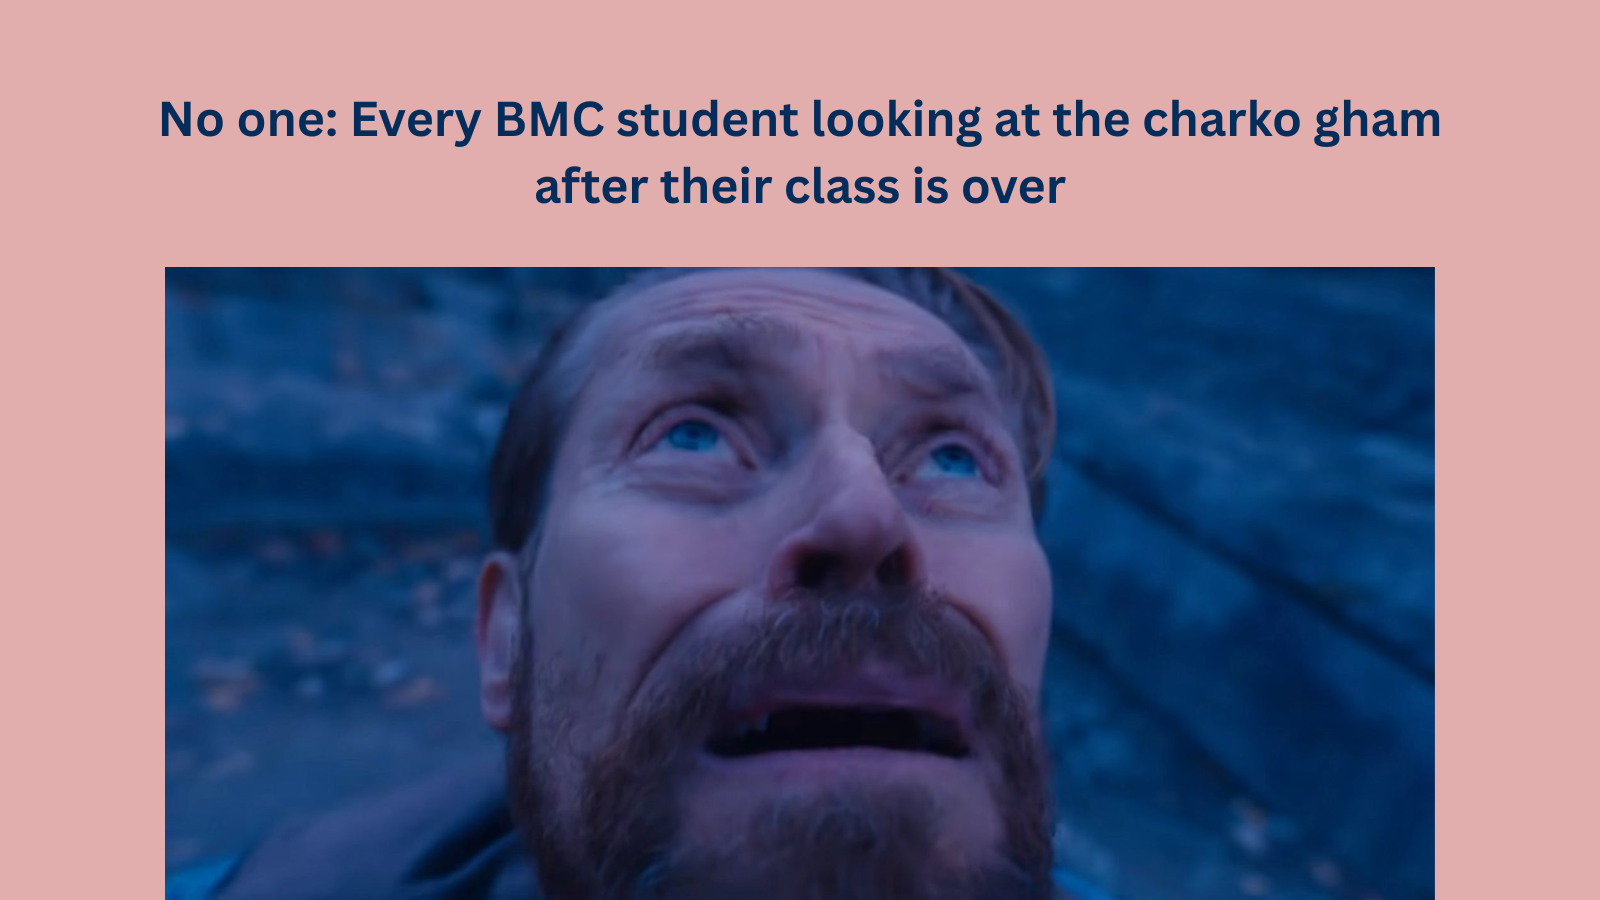 No one: Every BMC student looking at the charko gham
after their class is over